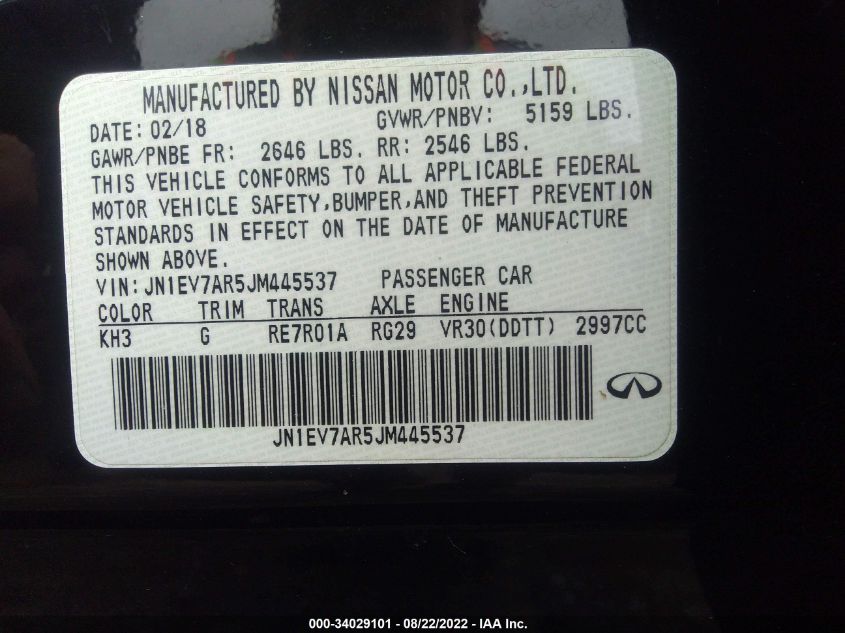 MANUFACTURED BY NISSAN MOTOR CO.,LTD.
DATE: 02/18 GVWR/PNBV: 5159 LBS.
GAWR/PNBE FR: 2646 LBS. RR: 2546 LBS.
THIS VEHICLE CONFORMS TO ALL APPLICABLE FEDERAL
MOTOR VEHICLE SAFETY,BUMPER,AND THEFT PREVENTION
STANDARDS IN EFFECT ON THE DATE OF MANUFACTURE
SHOWN ABOVE.
VIN:JN1EV7AR5JM445537 PASSENGER CAR
COLOR TRIM TRANS AXLE ENGINE
KH3 G RE7R01A RG29 VR30(DDTT) 2997CC
JN1EV7AR5JM445537
000-34029101 - 08/22/2022 - IAA Inc.